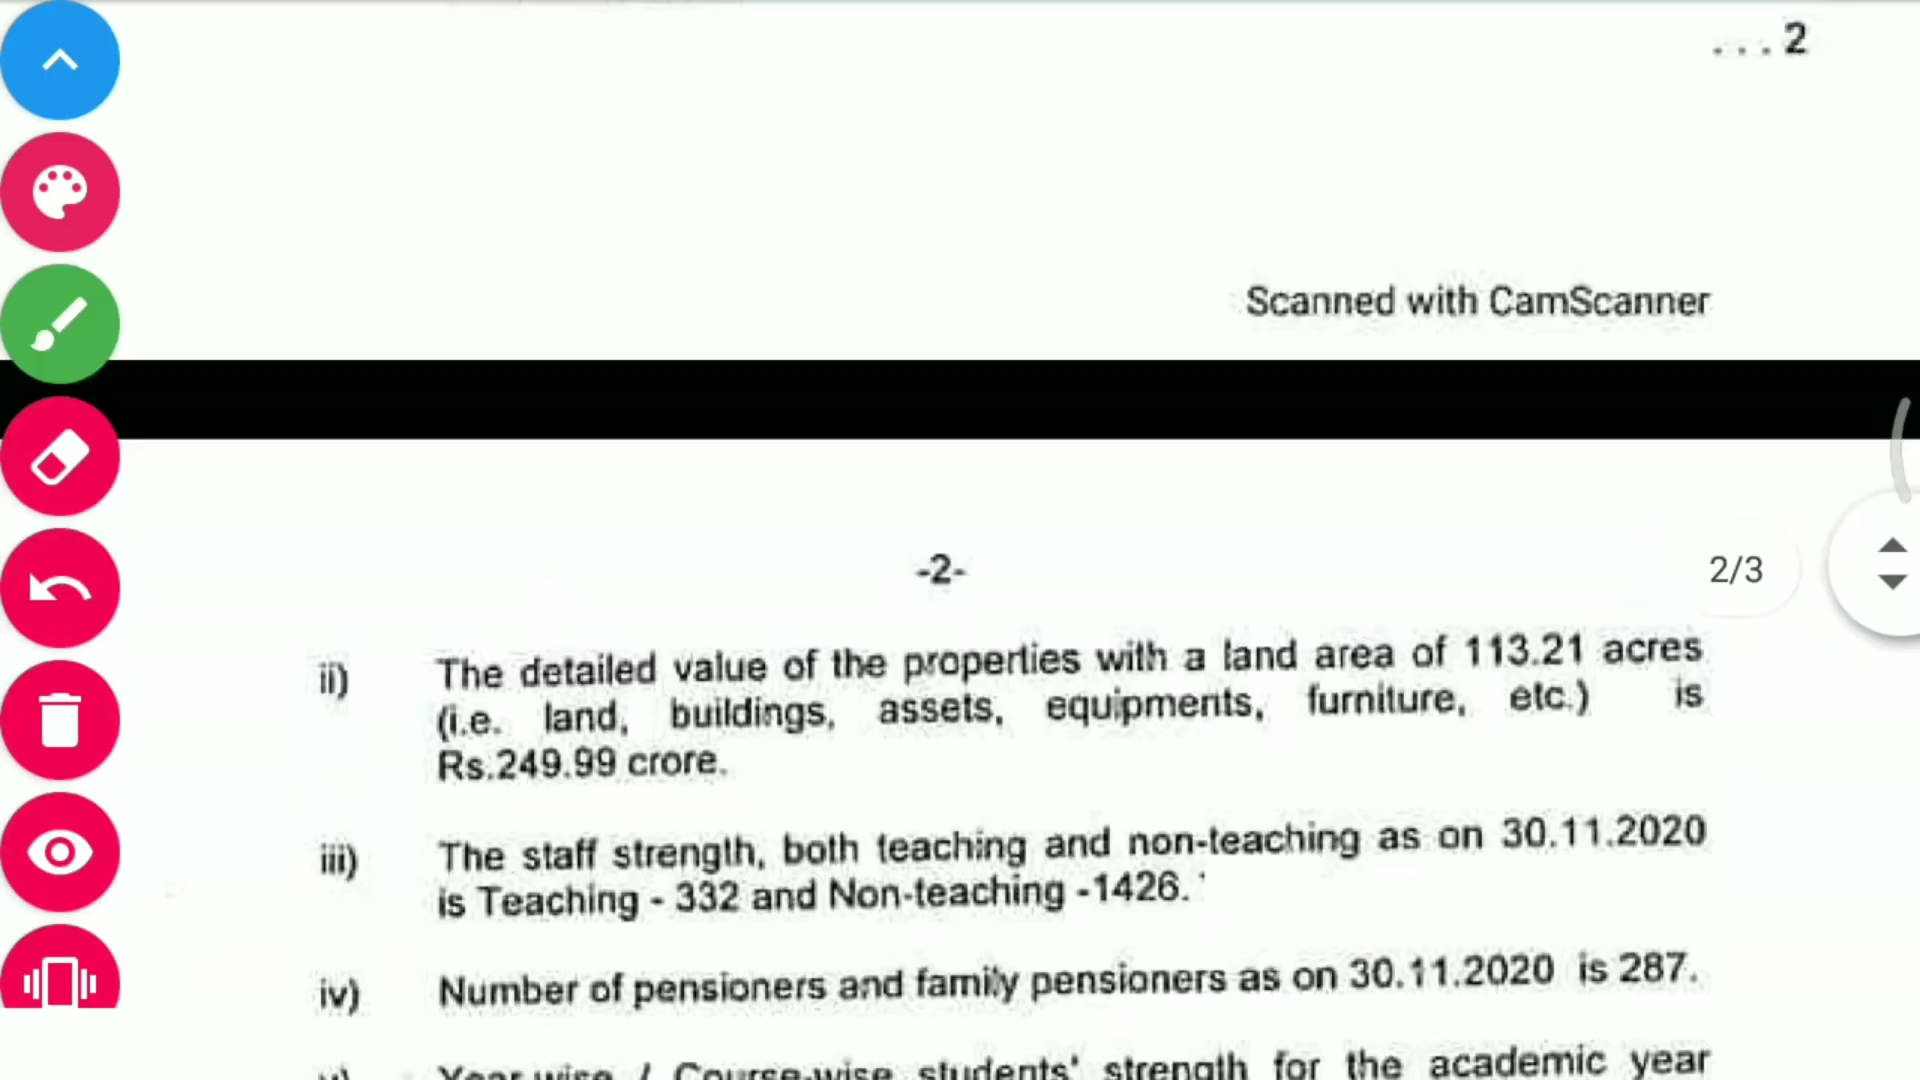 . . . 2
Scanned with CamScanner
-2-
2/3
ii) The detailed value of the properties with a land area of 113.21 acres
(i.e. land, buildings, assets, equipments, furniture, etc.) is
Rs.249.99 crore.
iii) The staff strength, both teaching and non-teaching as on 30.11.2020
is Teaching - 332 and Non-teaching -1426.
iv) Number of pensioners and family pensioners as on 30.11.2020 is 287.
v) Year-wise / Course-wise students' strength for the academic year